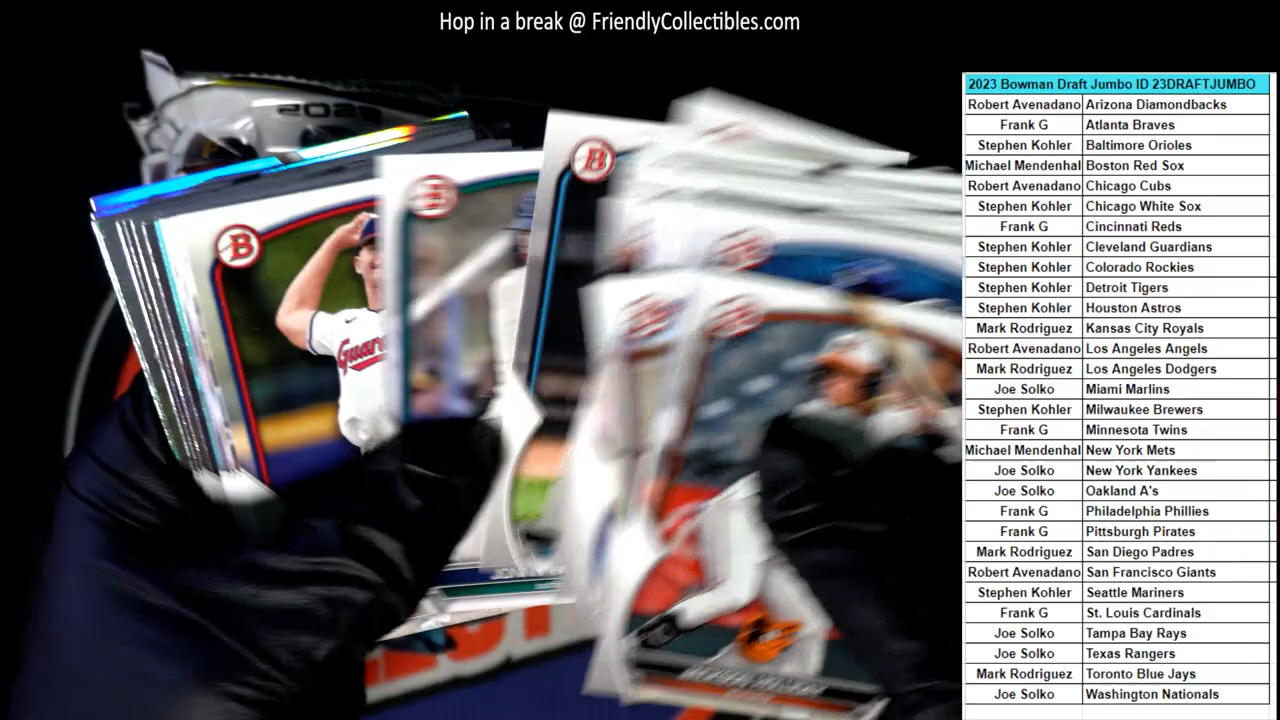 Hop in a break @ FriendlyCollectibles.com
2023 Bowman Draft Jumbo ID 23DRAFTJUMBO
Robert Avenadano Arizona Diamondbacks
Frank G Atlanta Braves
Stephen Kohler Baltimore Orioles
Michael Mendenhal Boston Red Sox
Robert Avenadano Chicago Cubs
Stephen Kohler Chicago White Sox
Frank G Cincinnati Reds
Stephen Kohler Cleveland Guardians
Stephen Kohler Colorado Rockies
Stephen Kohler Detroit Tigers
Stephen Kohler Houston Astros
Mark Rodriguez Kansas City Royals
Robert Avenadano Los Angeles Angels
Mark Rodriguez Los Angeles Dodgers
Joe Solko Miami Marlins
Stephen Kohler Milwaukee Brewers
Frank G Minnesota Twins
Michael Mendenhal New York Mets
Joe Solko New York Yankees
Joe Solko Oakland A's
Frank G Philadelphia Phillies
Frank G Pittsburgh Pirates
Mark Rodriguez San Diego Padres
Robert Avenadano San Francisco Giants
Stephen Kohler Seattle Mariners
Frank G St. Louis Cardinals
Joe Solko Tampa Bay Rays
Joe Solko Texas Rangers
Mark Rodriguez Toronto Blue Jays
Joe Solko Washington Nationals
B
B
B